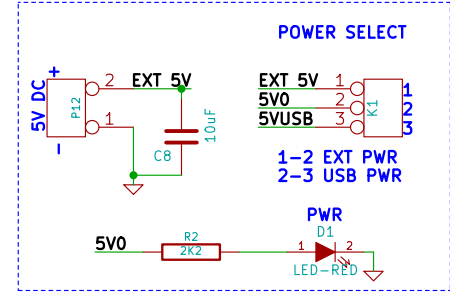 POWER SELECT
+
5V DC
-
P12
2
1
EXT 5V
C8
10uF
EXT 5V
5V0
5VUSB
1
2
3
K1
1
2
3
1-2 EXT PWR
2-3 USB PWR
PWR
5V0
R2
2K2
1
D1
2
LED-RED